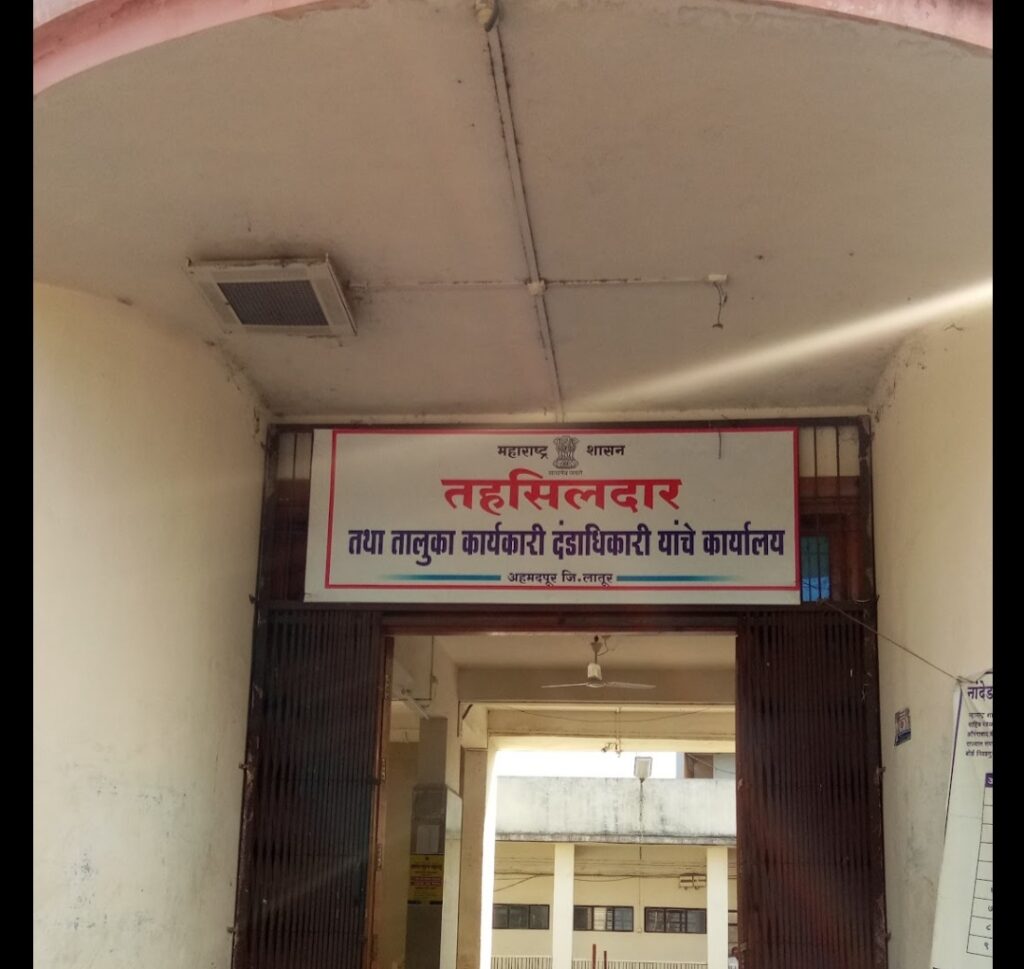 महाराष्ट्र शासन
तहसिलदार
तथा तालुका कार्यकारी दंडाधिकारी यांचे कार्यालय
अहमदपूर जि.लातूर
नांदेड